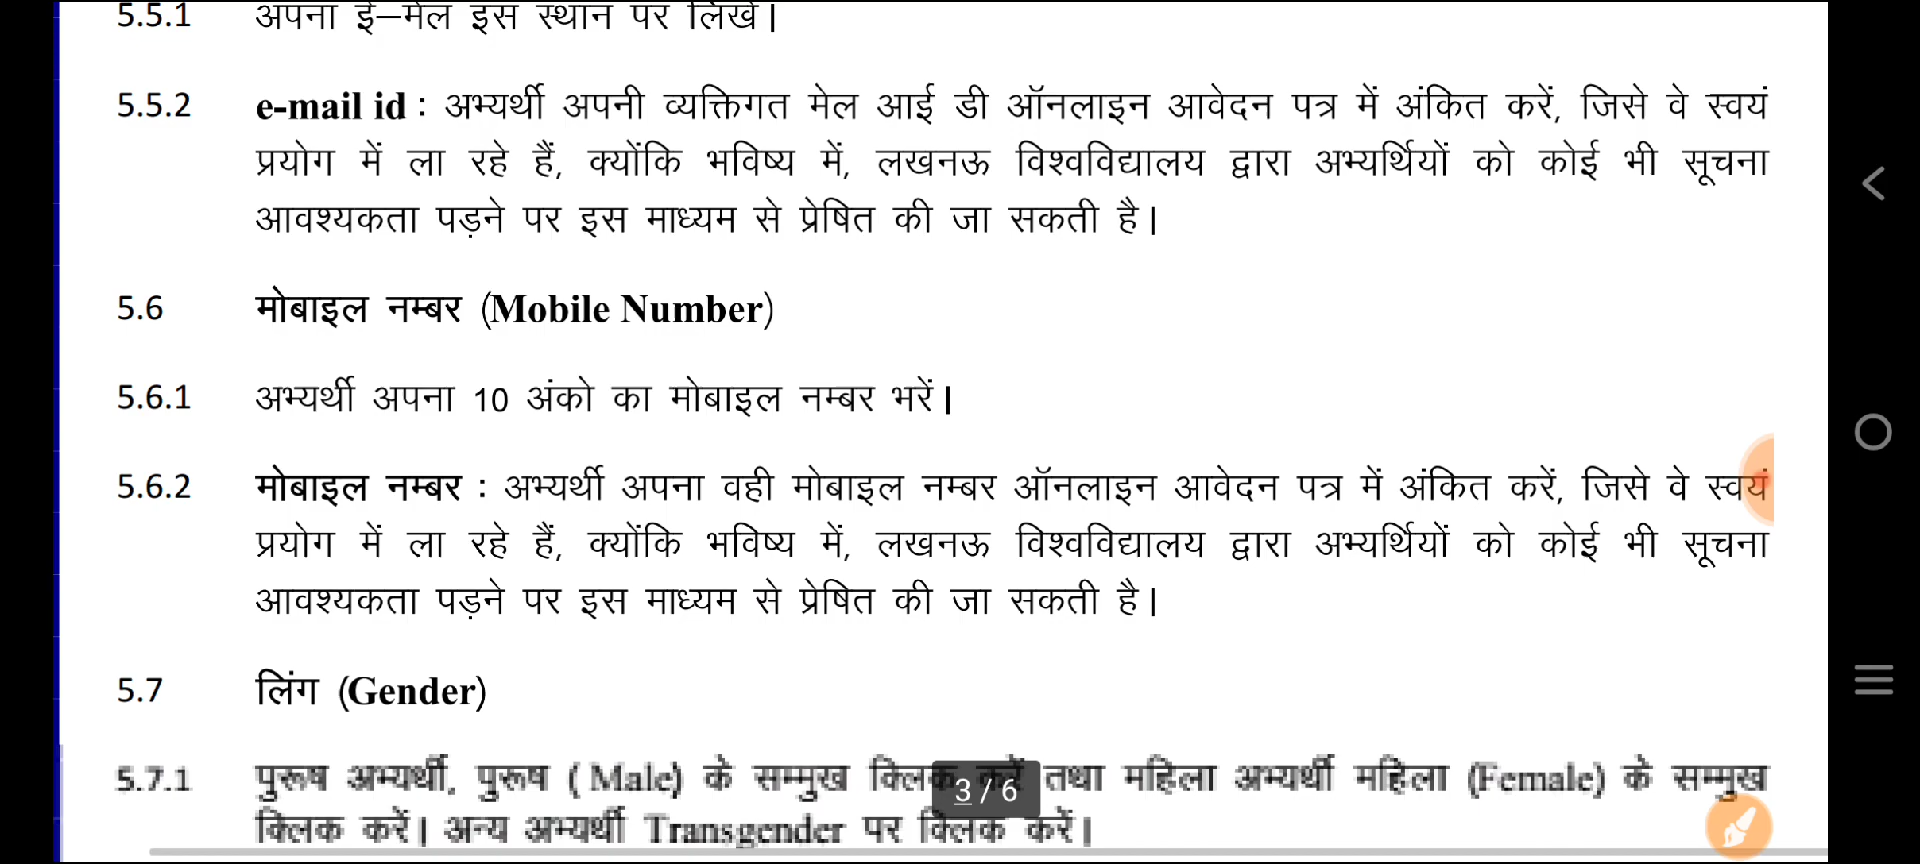 5.5.1 अपना ई–मेल इस स्थान पर लिखें।
5.5.2 e-mail id : अभ्यर्थी अपनी व्यक्तिगत मेल आई डी ऑनलाइन आवेदन पत्र में अंकित करें, जिसे वे स्वयं
प्रयोग में ला रहे हैं, क्योंकि भविष्य में, लखनऊ विश्वविद्यालय द्वारा अभ्यर्थियों को कोई भी सूचना
आवश्यकता पड़ने पर इस माध्यम से प्रेषित की जा सकती है।
5.6 मोबाइल नम्बर (Mobile Number)
5.6.1 अभ्यर्थी अपना 10 अंको का मोबाइल नम्बर भरें।
5.6.2 मोबाइल नम्बर : अभ्यर्थी अपना वही मोबाइल नम्बर ऑनलाइन आवेदन पत्र में अंकित करें, जिसे वे स्वयं
प्रयोग में ला रहे हैं, क्योंकि भविष्य में, लखनऊ विश्वविद्यालय द्वारा अभ्यर्थियों को कोई भी सूचना
आवश्यकता पड़ने पर इस माध्यम से प्रेषित की जा सकती है।
5.7 लिंग (Gender)
5.7.1 पुरूष अभ्यर्थी, पुरूष ( Male) के सम्मुख क्लिक करें तथा महिला अभ्यर्थी महिला (Female) के सम्मुख
3 / 6
क्लिक करें। अन्य अभ्यर्थी Transgender पर क्लिक करें।